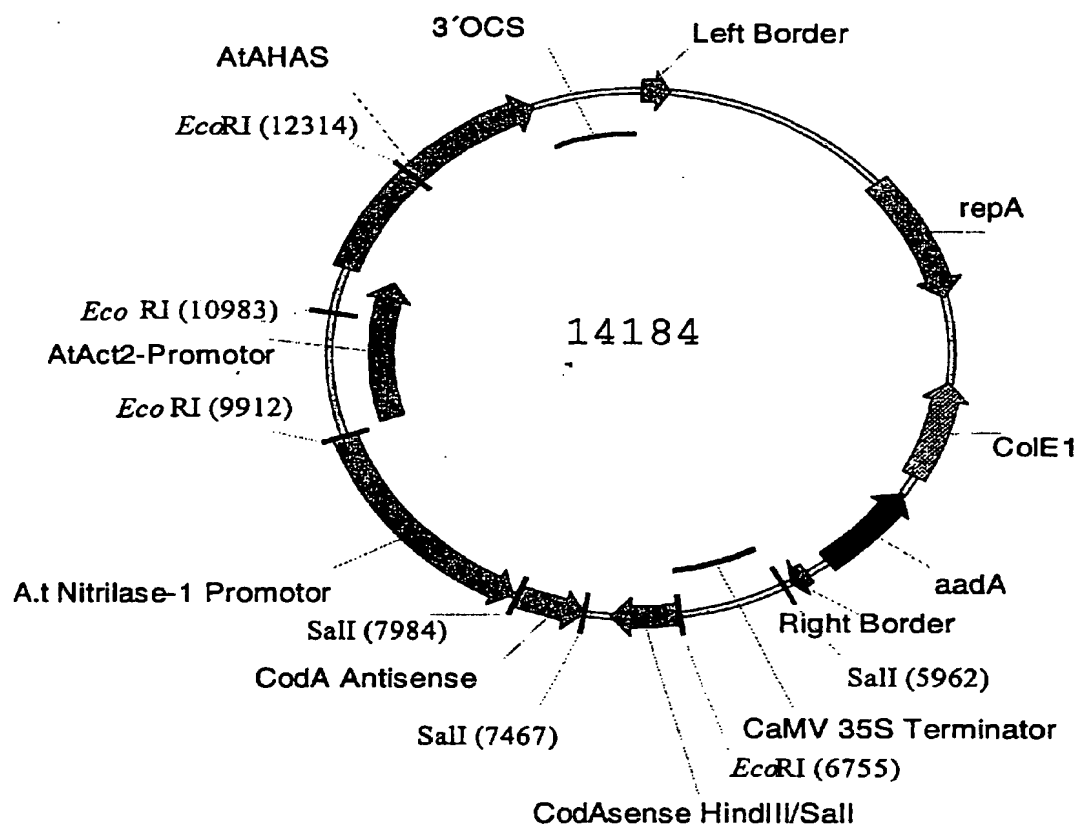 3´OCS
Left Border
AtAHAS
EcoRI (12314)
repA
Eco RI (10983)
14184
AtAct2-Promotor
Eco RI (9912)
ColE1
A.t Nitrilase-1 Promotor
aadA
SalI (7984)
Right Border
CodA Antisense
SalI (5962)
SalI (7467)
CaMV 35S Terminator
EcoRI (6755)
CodAsense HindIII/SalI